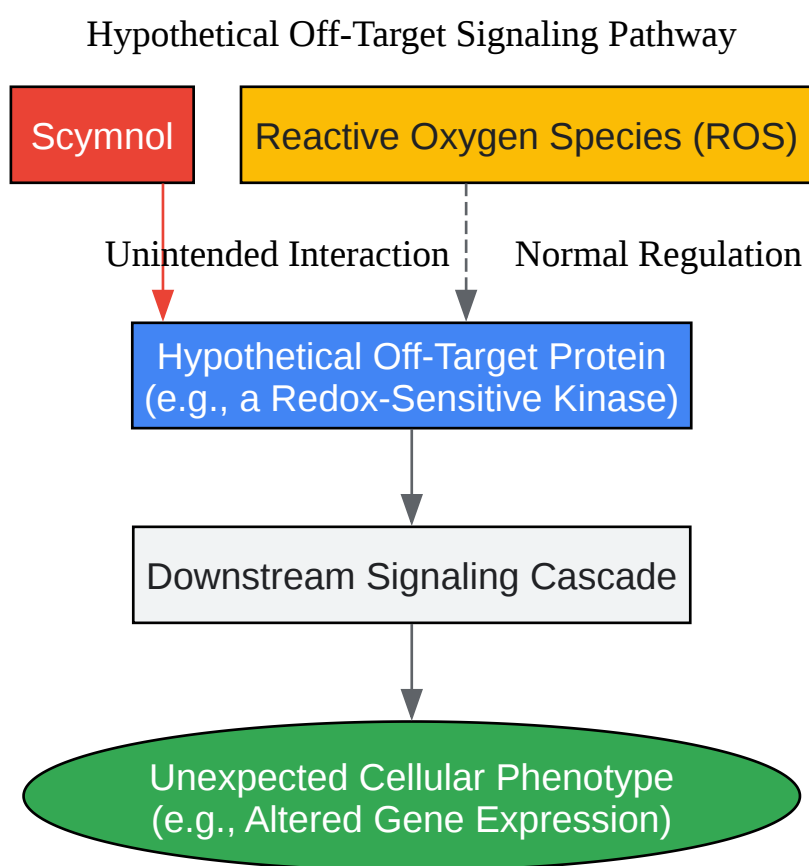 Hypothetical Off-Target Signaling Pathway
Scymnol
Reactive Oxygen Species (ROS)
Unintended Interaction
Normal Regulation
Hypothetical Off-Target Protein
(e.g., a Redox-Sensitive Kinase)
Downstream Signaling Cascade
Unexpected Cellular Phenotype
(e.g., Altered Gene Expression)